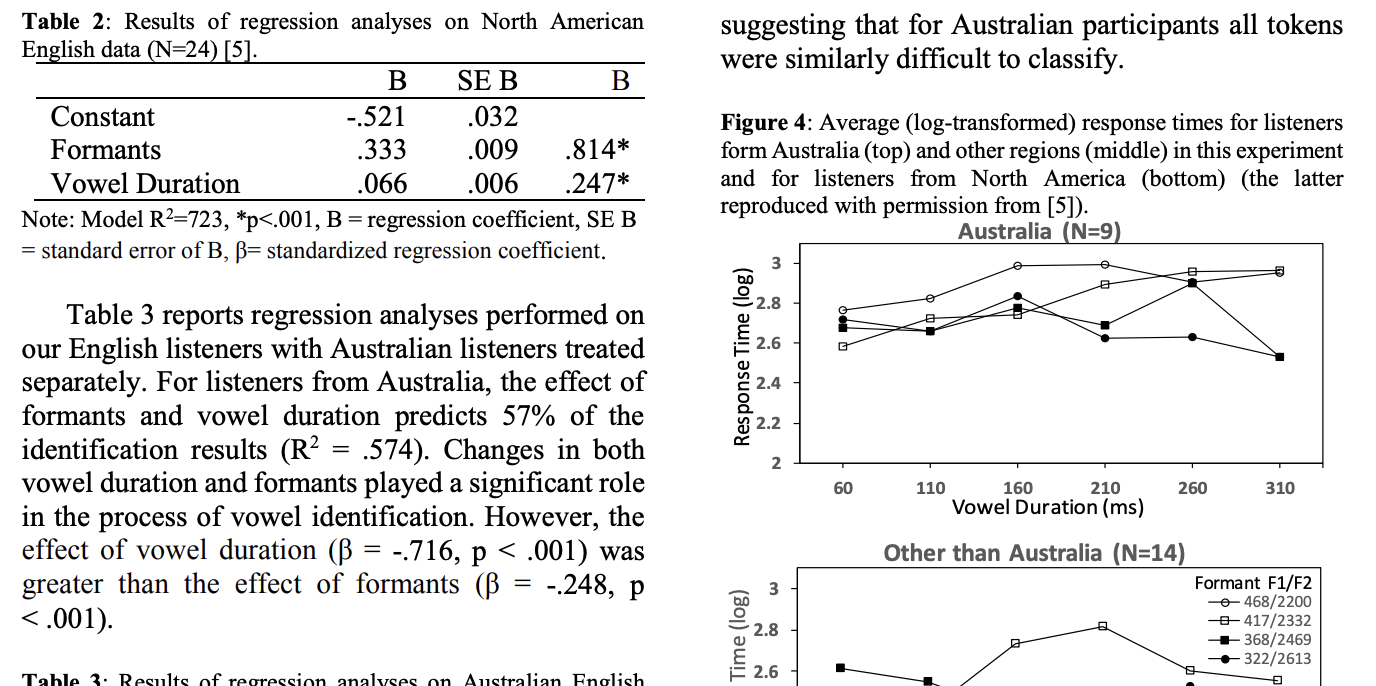 Table 2: Results of regression analyses on North American
English data (N=24) [5].
B SE B B
Constant -.521 .032
Formants .333 .009 .814*
Vowel Duration .066 .006 .247*
Note: Model R²=723, *p<.001, B = regression coefficient, SE B
= standard error of B, β= standardized regression coefficient.
Table 3 reports regression analyses performed on
our English listeners with Australian listeners treated
separately. For listeners from Australia, the effect of
formants and vowel duration predicts 57% of the
identification results (R² = .574). Changes in both
vowel duration and formants played a significant role
in the process of vowel identification. However, the
effect of vowel duration (β = -.716, p < .001) was
greater than the effect of formants (β = -.248, p
< .001).
Table 3: Results of regression analyses on Australian English
suggesting that for Australian participants all tokens
were similarly difficult to classify.
Figure 4: Average (log-transformed) response times for listeners
form Australia (top) and other regions (middle) in this experiment
and for listeners from North America (bottom) (the latter
reproduced with permission from [5]).
Australia (N=9)
Response Time (log)
3
2.8
2.6
2.4
2.2
2
60 110 160 210 260 310
Vowel Duration (ms)
Other than Australia (N=14)
Time (log)
3
2.8
2.6
Formant F1/F2
468/2200
417/2332
368/2469
322/2613